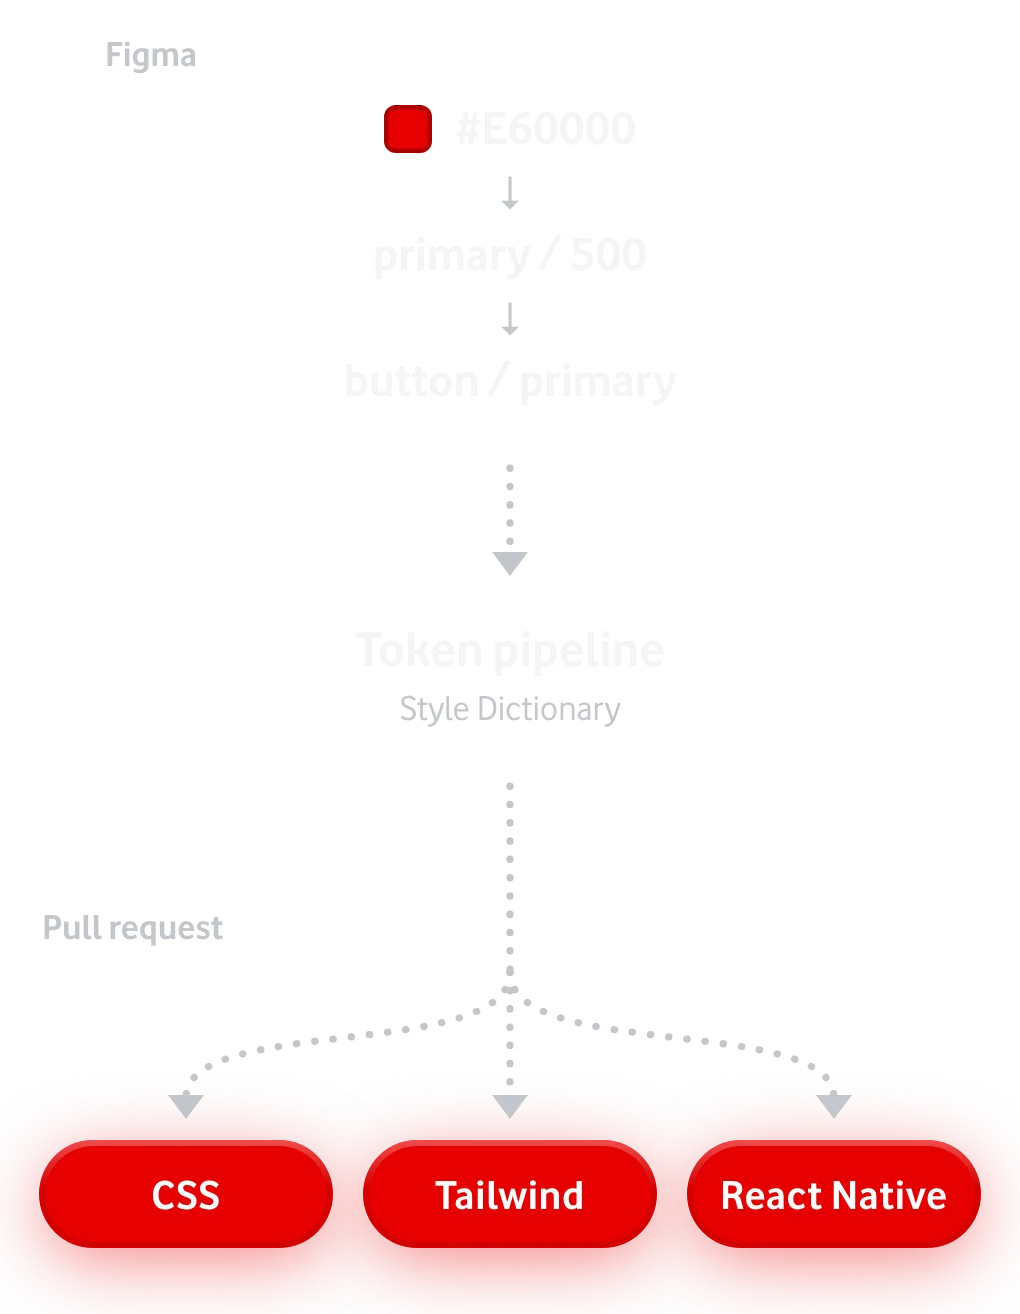 Figma
#E60000
primary / 500
button / primary
Token pipeline
Style Dictionary
Pull request
CSS
Tailwind
React Native